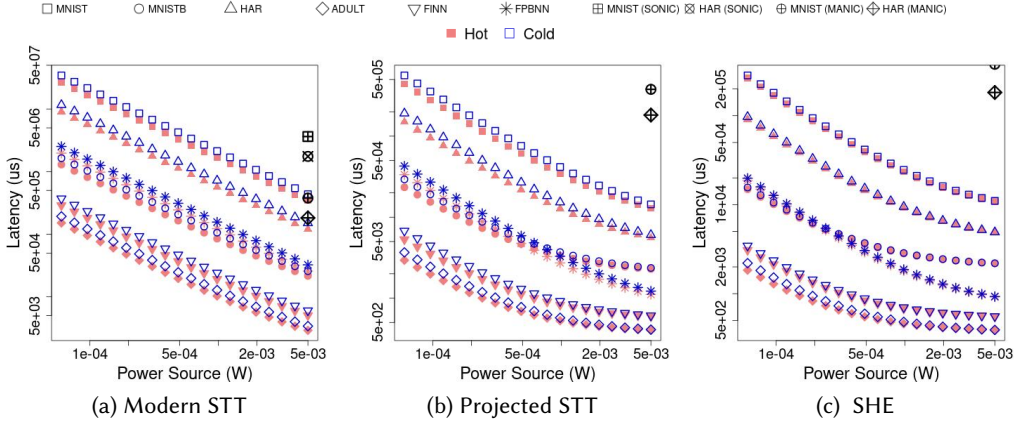 MNIST MNISTB HAR ADULT FINN FPBNN MNIST (SONIC) HAR (SONIC) MNIST (MANIC) HAR (MANIC)
Hot Cold
Latency (us)
5e+07
5e+06
5e+05
5e+04
5e+03
1e-04 5e-04 2e-03 5e-03
Power Source (W)
(a) Modern STT
Latency (us)
5e+05
5e+04
5e+03
5e+02
1e-04 5e-04 2e-03 5e-03
Power Source (W)
(b) Projected STT
Latency (us)
2e+05
5e+04
1e+04
2e+03
5e+02
1e-04 5e-04 2e-03 5e-03
Power Source (W)
(c) SHE